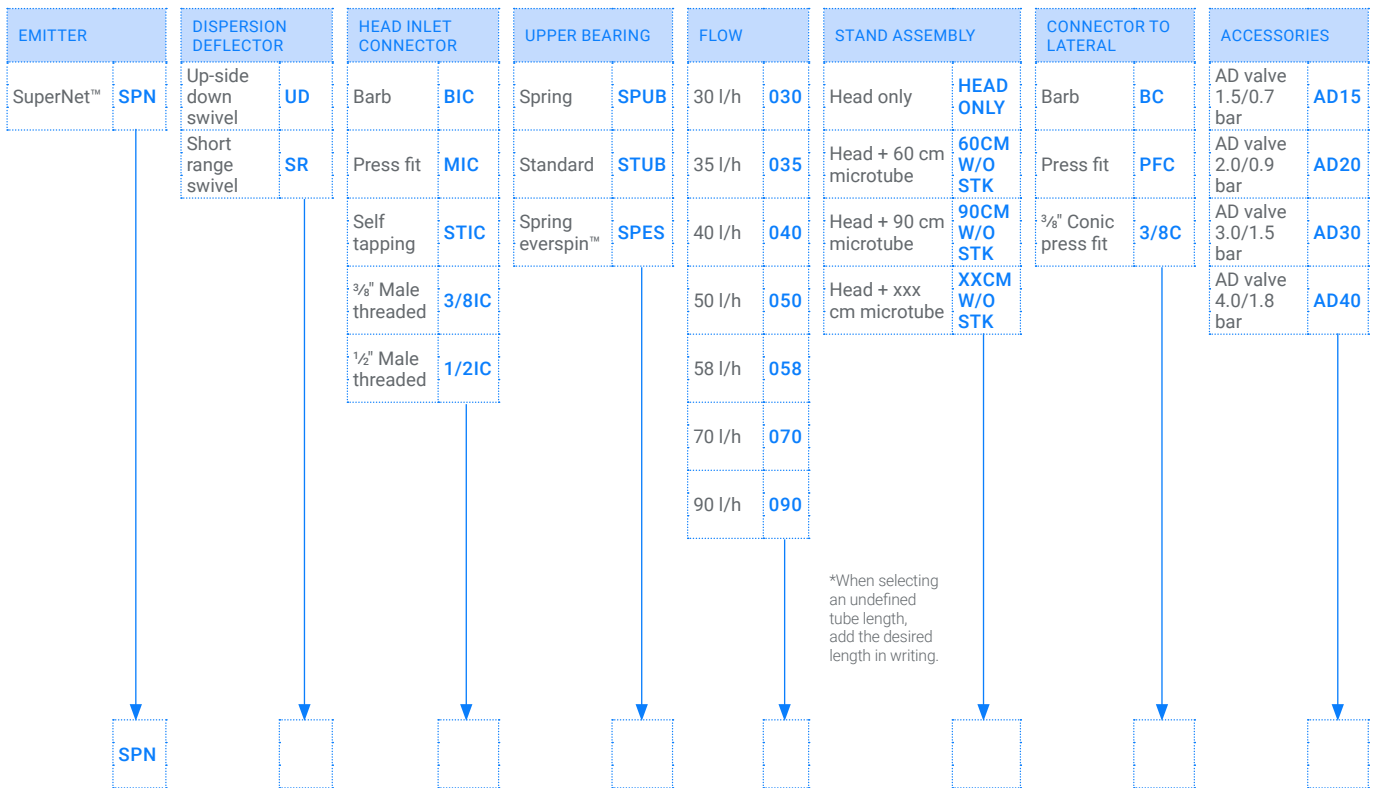 EMITTER
SuperNet™
SPN
DISPERSION
DEFLECTOR
Up-side
down
swivel
UD
Short
range
swivel
SR
HEAD INLET
CONNECTOR
Barb
BIC
Press fit
MIC
Self
tapping
STIC
⅜" Male
threaded
3/8IC
½" Male
threaded
1/2IC
UPPER BEARING
Spring
SPUB
Standard
STUB
Spring
everspin™
SPES
FLOW
30 l/h
030
35 l/h
035
40 l/h
040
50 l/h
050
58 l/h
058
70 l/h
070
90 l/h
090
STAND ASSEMBLY
Head only
HEAD
ONLY
Head + 60 cm
microtube
60CM
W/O
STK
Head + 90 cm
microtube
90CM
W/O
STK
Head + xxx
cm microtube
XXCM
W/O
STK
*When selecting
an undefined
tube length,
add the desired
length in writing.
CONNECTOR TO
LATERAL
Barb
BC
Press fit
PFC
⅜" Conic
press fit
3/8C
ACCESSORIES
AD valve
1.5/0.7
bar
AD15
AD valve
2.0/0.9
bar
AD20
AD valve
3.0/1.5
bar
AD30
AD valve
4.0/1.8
bar
AD40
SPN